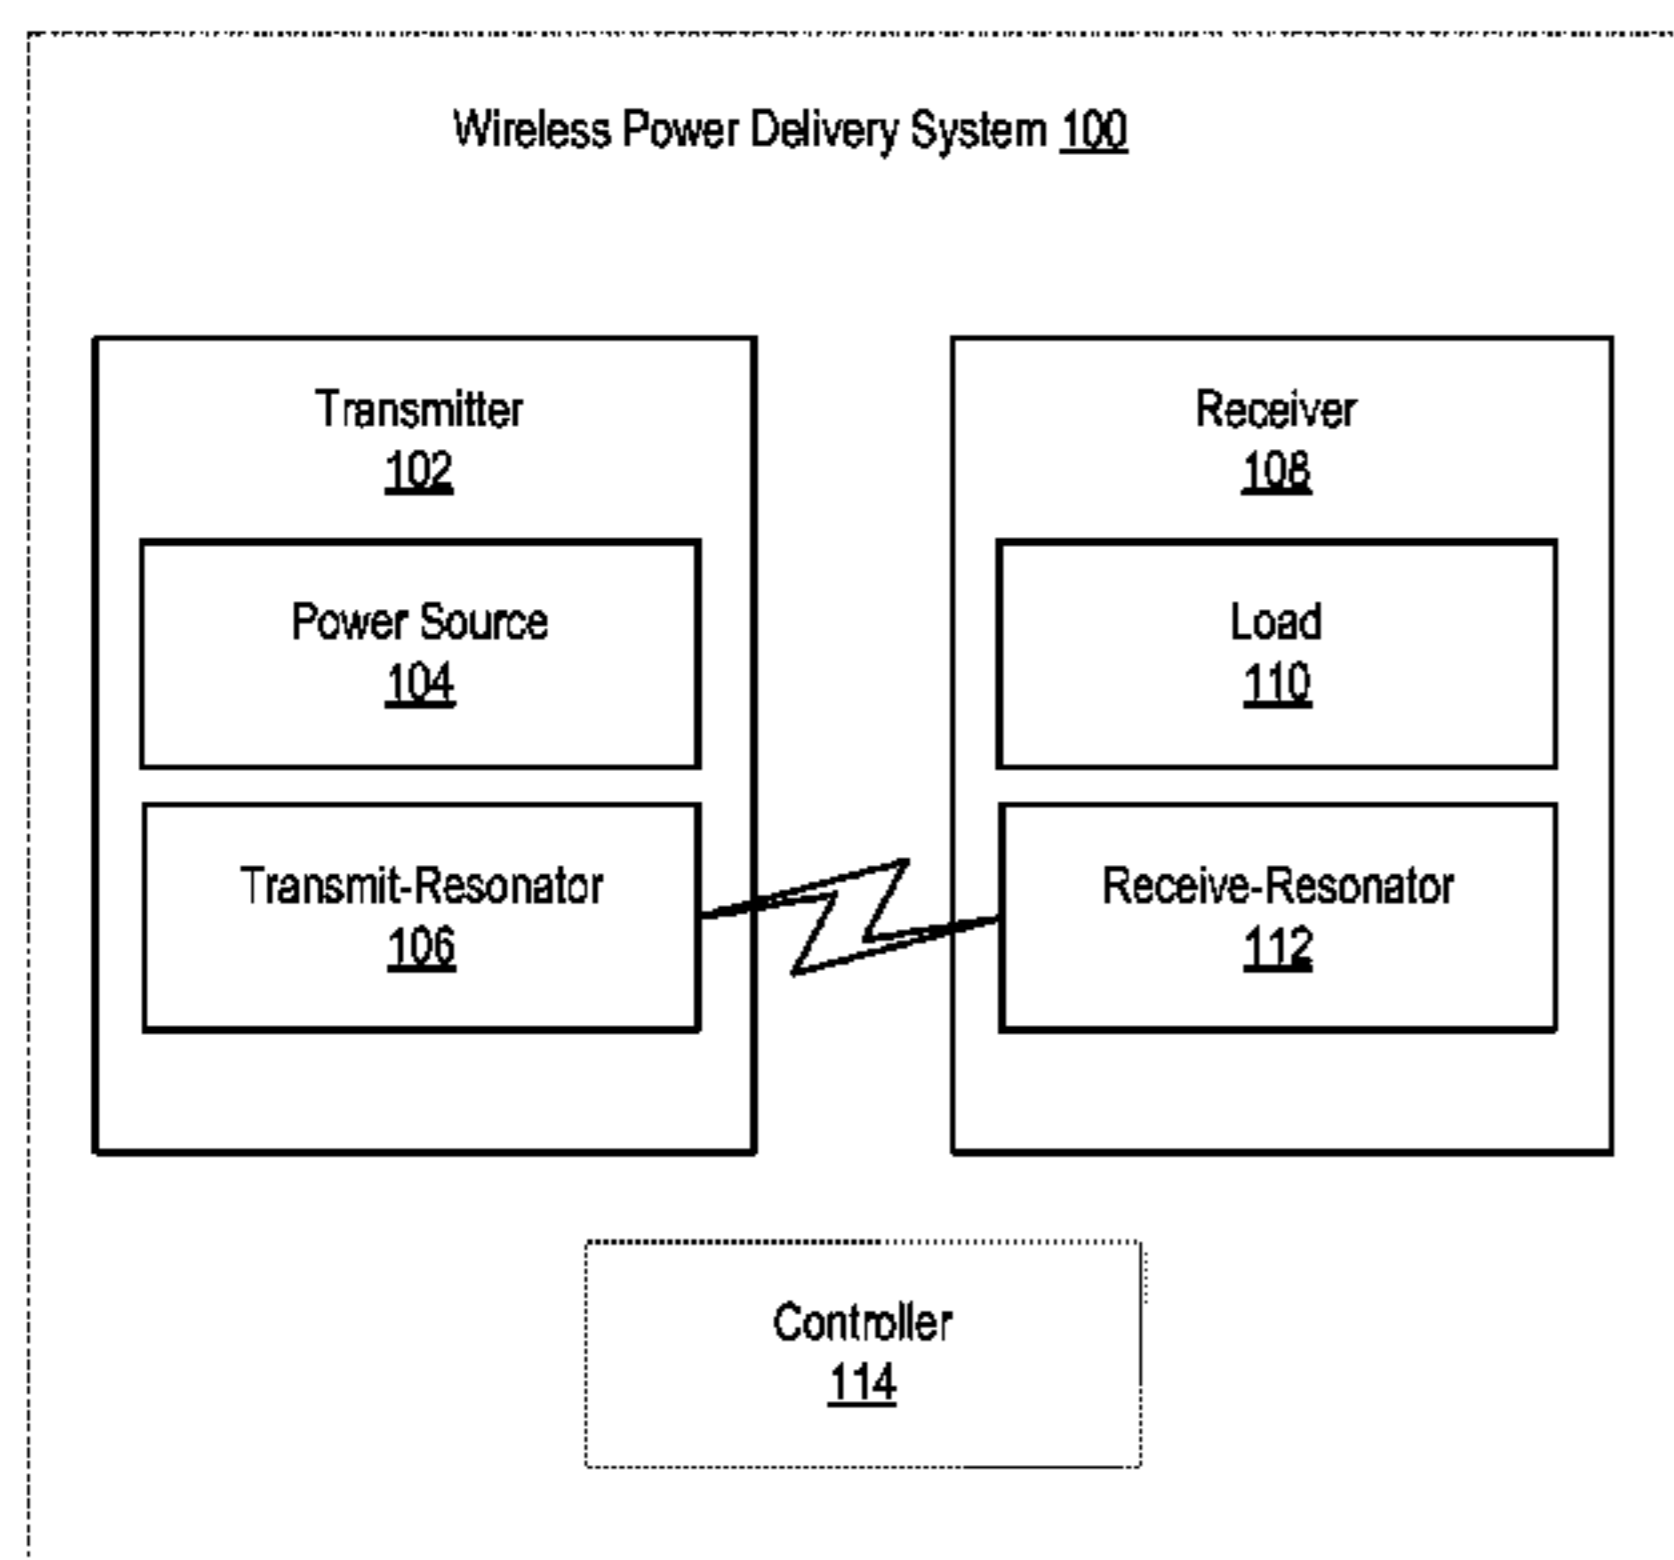 Wireless Power Delivery System 100
Transmitter
102
Power Source
104
Transmit-Resonator
106
Receiver
108
Load
110
Receive-Resonator
112
Controller
114